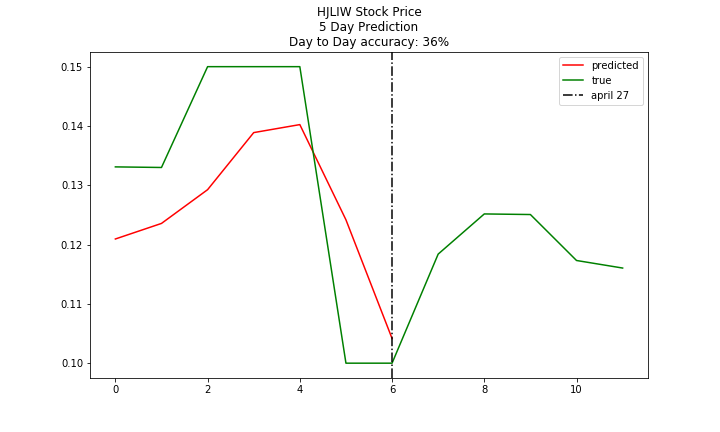 HJLIW Stock Price
5 Day Prediction
Day to Day accuracy: 36%
predicted
true
april 27
0.15
0.14
0.13
0.12
0.11
0.10
0
2
4
6
8
10